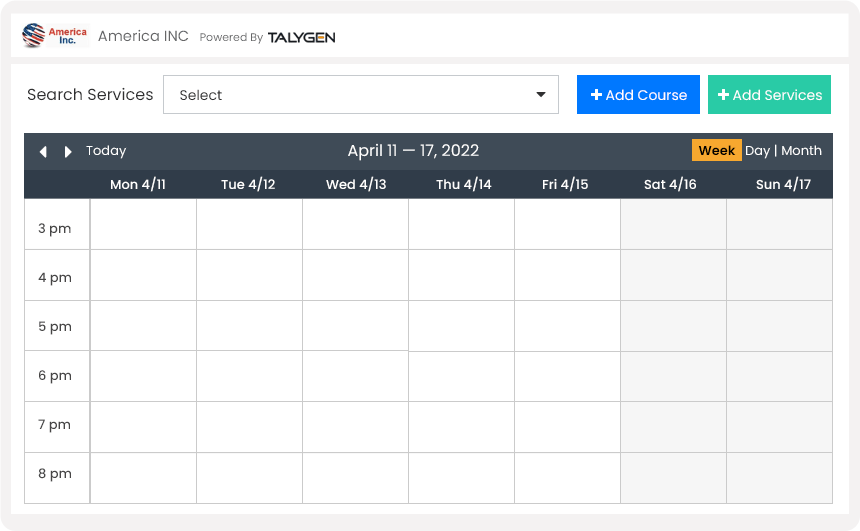 America Inc. America INC Powered By TALYGEN
Search Services Select + Add Course + Add Services
Today April 11 — 17, 2022 Week Day | Month
Mon 4/11 Tue 4/12 Wed 4/13 Thu 4/14 Fri 4/15 Sat 4/16 Sun 4/17
3 pm
4 pm
5 pm
6 pm
7 pm
8 pm